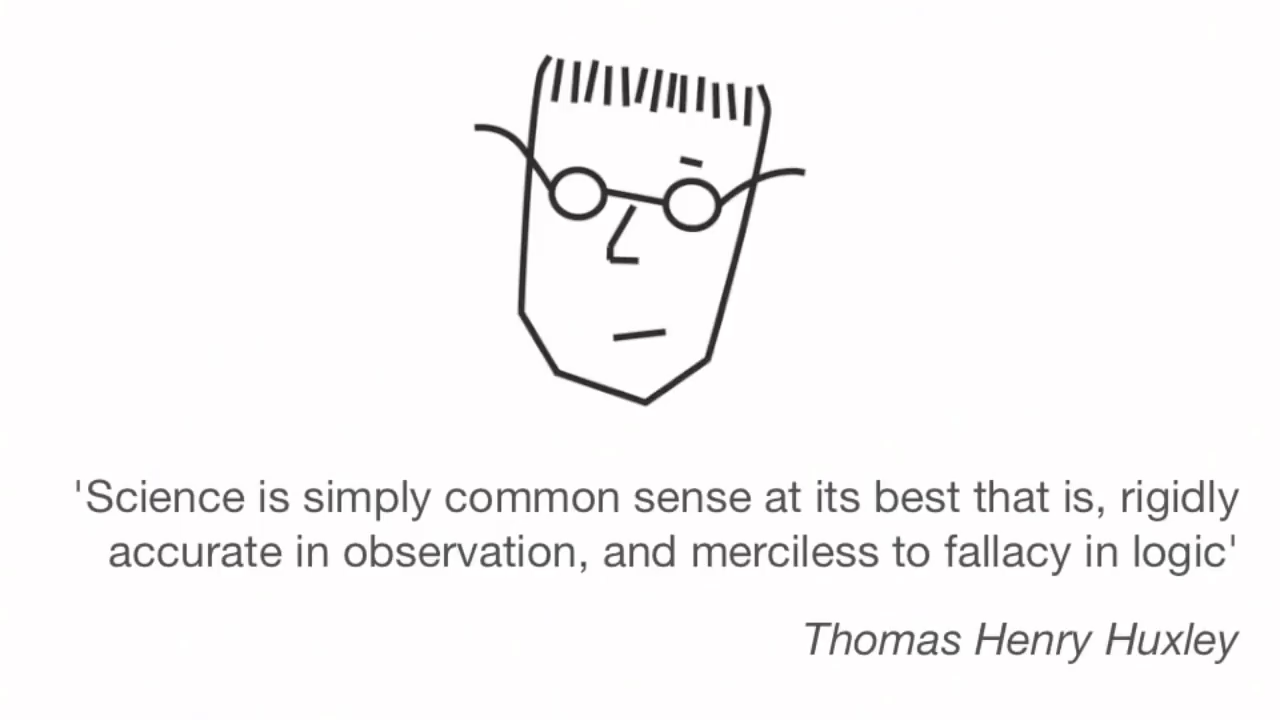 'Science is simply common sense at its best that is, rigidly
accurate in observation, and merciless to fallacy in logic'
Thomas Henry Huxley